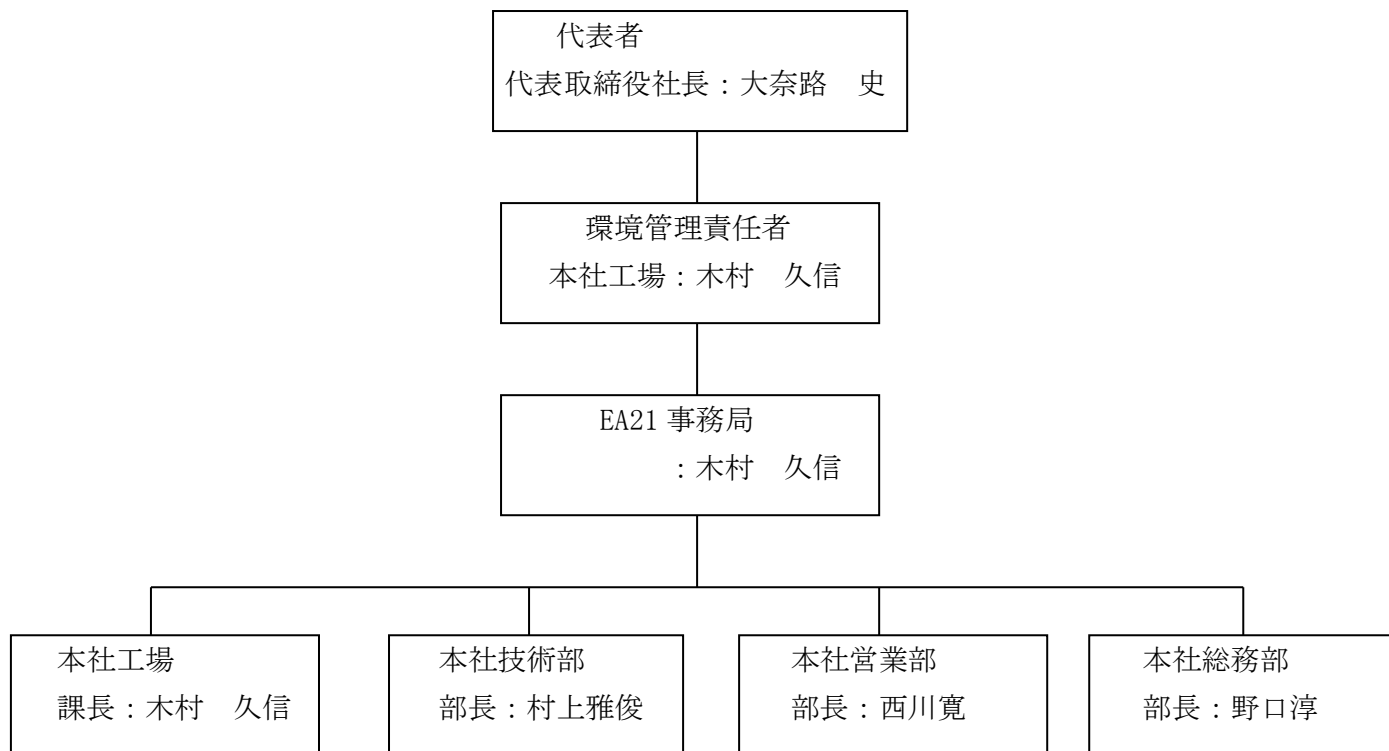 代表者
代表取締役社長：大奈路　史
環境管理責任者
本社工場：木村　久信
EA21 事務局
：木村　久信
本社工場
課長：木村　久信
本社技術部
部長：村上雅俊
本社営業部
部長：西川寛
本社総務部
部長：野口淳